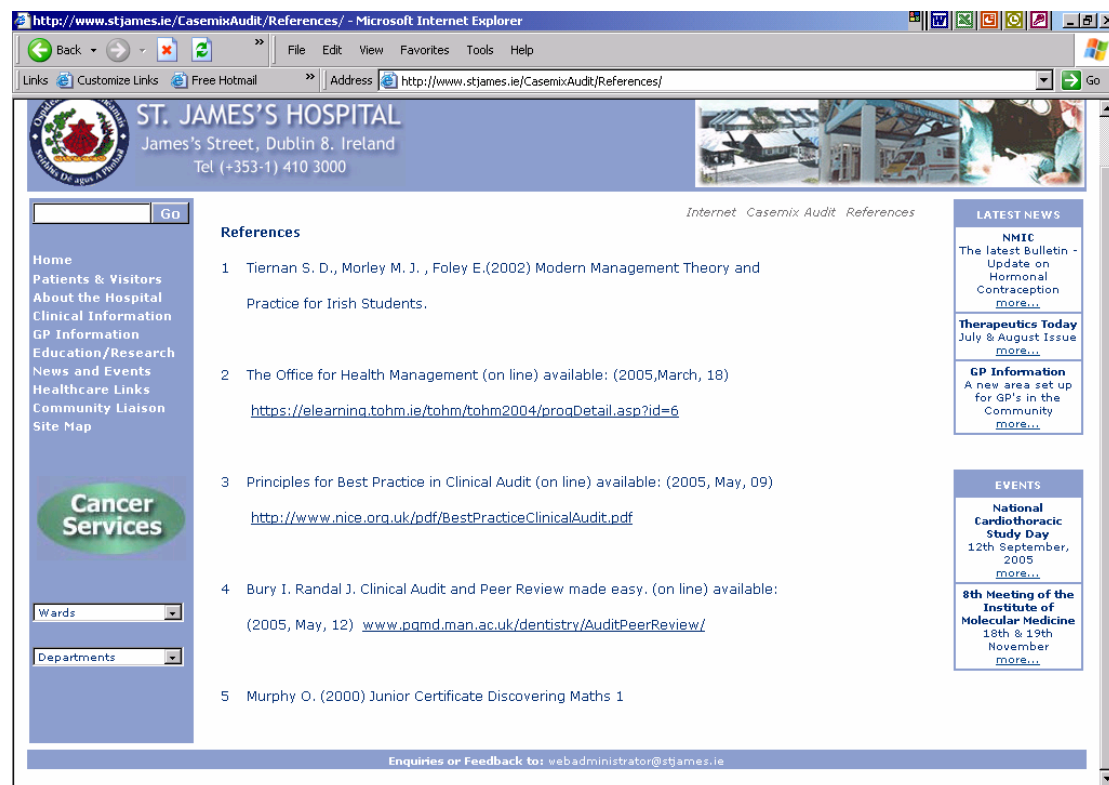 http://www.stjames.ie/CasemixAudit/References/ - Microsoft Internet Explorer
Back
File Edit View Favorites Tools Help
Links Customize Links Free Hotmail Address http://www.stjames.ie/CasemixAudit/References/ Go
ST. JAMES'S HOSPITAL
James's Street, Dublin 8. Ireland
Tel (+353-1) 410 3000
Go
Home
Patients & Visitors
About the Hospital
Clinical Information
GP Information
Education/Research
News and Events
Healthcare Links
Community Liaison
Site Map
Cancer
Services
Wards
Departments
Internet Casemix Audit References
References
1 Tiernan S. D., Morley M. J. , Foley E.(2002) Modern Management Theory and
Practice for Irish Students.
2 The Office for Health Management (on line) available: (2005,March, 18)
https://elearning.tohm.ie/tohm/tohm2004/progDetail.asp?id=6
3 Principles for Best Practice in Clinical Audit (on line) available: (2005, May, 09)
http://www.nice.org.uk/pdf/BestPracticeClinicalAudit.pdf
4 Bury I. Randal J. Clinical Audit and Peer Review made easy. (on line) available:
(2005, May, 12) www.pgmd.man.ac.uk/dentistry/AuditPeerReview/
5 Murphy O. (2000) Junior Certificate Discovering Maths 1
LATEST NEWS
NMIC
The latest Bulletin -
Update on
Hormonal
Contraception
more...
Therapeutics Today
July & August Issue
more...
GP Information
A new area set up
for GP's in the
Community
more...
EVENTS
National
Cardiothoracic
Study Day
12th September,
2005
more...
8th Meeting of the
Institute of
Molecular Medicine
18th & 19th
November
more...
Enquiries or Feedback to: webadministrator@stjames.ie